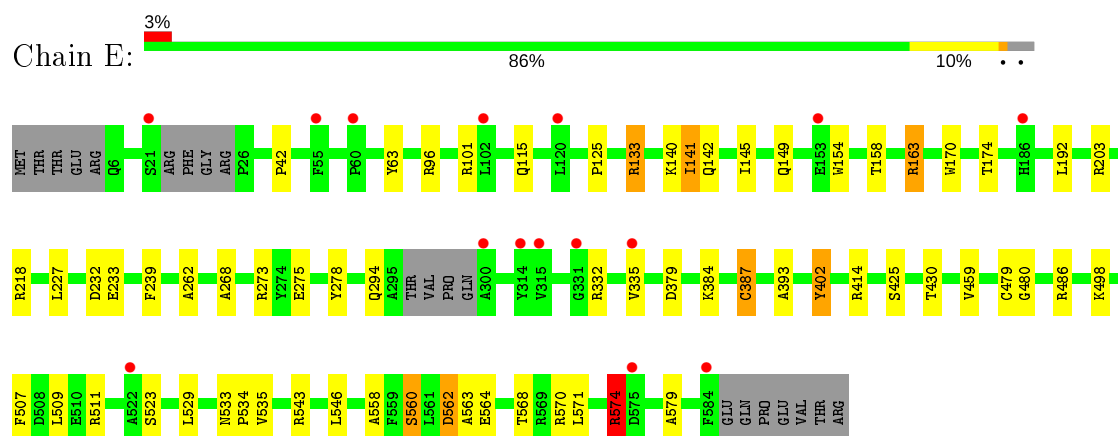 3%
Chain E:
86%
10%
MET THR THR GLU ARG Q6 S21 ARG PHE GLY ARG P26 P42 F55 P60 Y63 R96 R101 L102 Q115 L120 P125 R133 K140 I141 Q142 I145 Q149 E153 W154 T158 R163 W170 T174 H186 L192 R203
R218 L227 D232 E233 F239 A262 A268 R273 Y274 E275 Y278 Q294 A295 THR VAL PRO GLN A300 Y314 V315 G331 R332 V335 D379 K384 C387 A393 Y402 R414 S425 T430 V459 C479 G480 R486 K498
F507 D508 L509 E510 R511 A522 S523 L529 N533 P534 V535 R543 L546 A558 F559 S560 L561 D562 A563 E564 T568 R569 R570 L571 R574 D575 A579 F584 GLU GLN PRO GLU VAL THR ARG